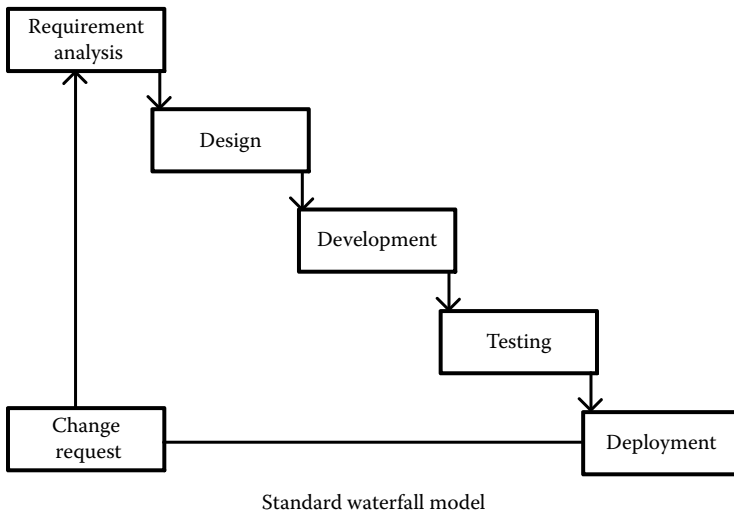 Requirement
analysis
Design
Development
Testing
Change
request
Deployment
Standard waterfall model